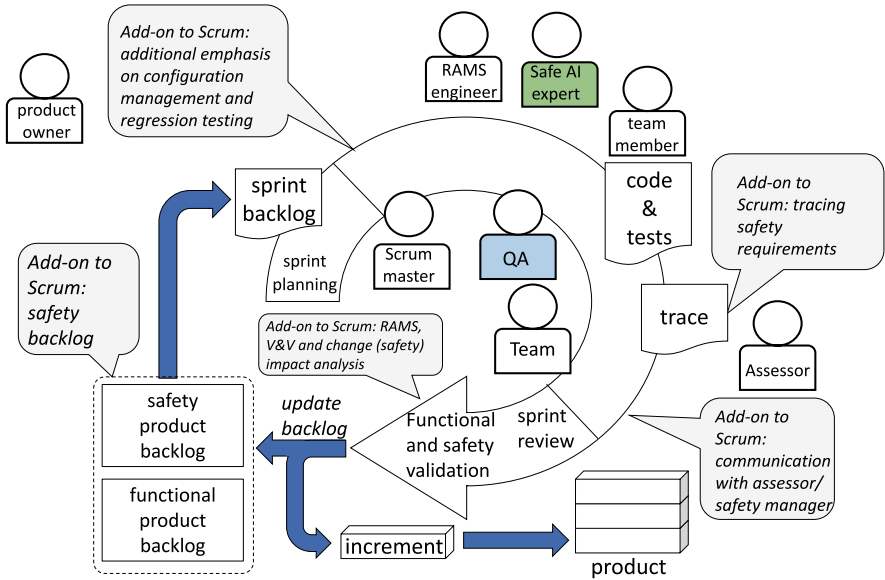 Add-on to Scrum:
additional emphasis
on configuration
management and
regression testing
product
owner
RAMS
engineer
Safe AI
expert
team
member
sprint
backlog
code
&
tests
Add-on to
Scrum: tracing
safety
requirements
sprint
planning
Scrum
master
QA
Add-on to
Scrum:
safety
backlog
trace
Add-on to Scrum: RAMS,
V&V and change (safety)
impact analysis
Team
Assessor
safety
product
backlog
update
backlog
Functional
and safety
validation
sprint
review
Add-on to
Scrum:
communication
with assessor/
safety manager
functional
product
backlog
increment
product